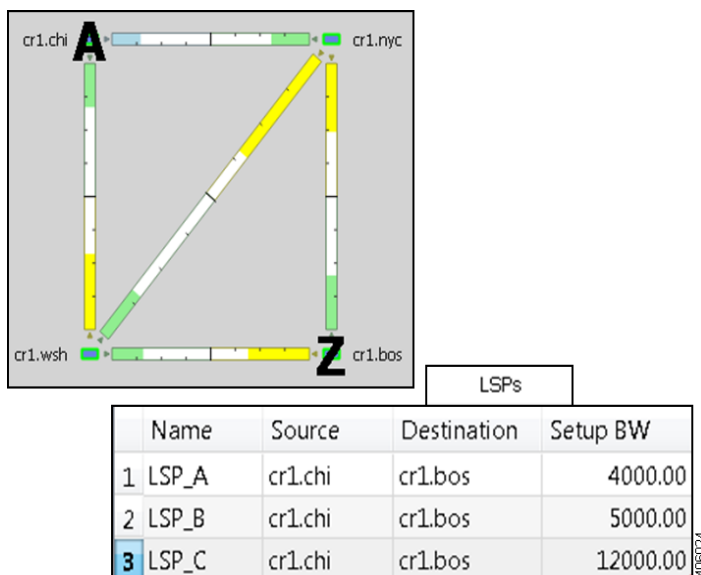 cr1.chi A cr1.nyc
cr1.wsh Z cr1.bos
LSPs
Name Source Destination Setup BW
1 LSP_A cr1.chi cr1.bos 4000.00
2 LSP_B cr1.chi cr1.bos 5000.00
3 LSP_C cr1.chi cr1.bos 12000.00